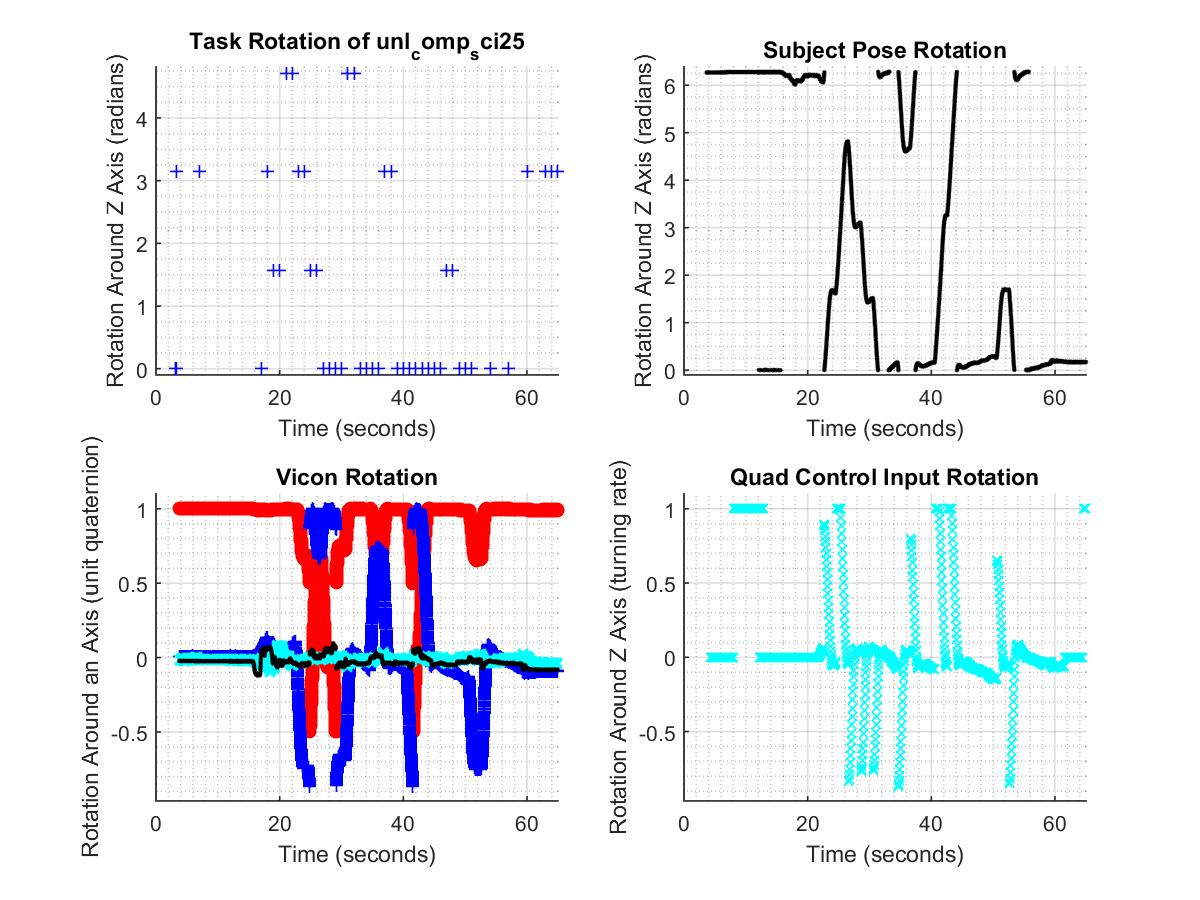 Task Rotation of unlcompsci25
Rotation Around Z Axis (radians)
4
3
2
1
0
0 20 40 60
Time (seconds)
Subject Pose Rotation
Rotation Around Z Axis (radians)
6
5
4
3
2
1
0
0 20 40 60
Time (seconds)
Vicon Rotation
Rotation Around an Axis (unit quaternion)
1
0.5
0
-0.5
0 20 40 60
Time (seconds)
Quad Control Input Rotation
Rotation Around Z Axis (turning rate)
1
0.5
0
-0.5
0 20 40 60
Time (seconds)